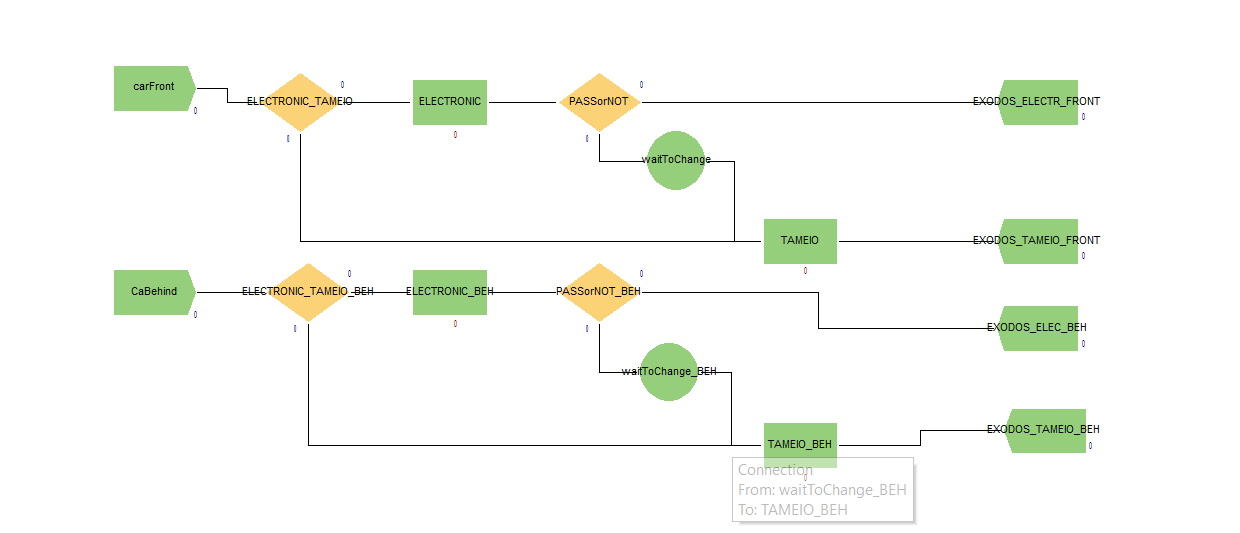 carFront
0
ELECTRONIC_TAMEIO
0
0
ELECTRONIC
0
PASSorNOT
0
0
EXODOS_ELECTR_FRONT
0
waitToChange
TAMEIO
0
EXODOS_TAMEIO_FRONT
0
CaBehind
0
ELECTRONIC_TAMEIO_BEH
0
0
ELECTRONIC_BEH
0
PASSorNOT_BEH
0
0
EXODOS_ELEC_BEH
0
waitToChange_BEH
TAMEIO_BEH
0
EXODOS_TAMEIO_BEH
0
Connection
From: waitToChange_BEH
To: TAMEIO_BEH